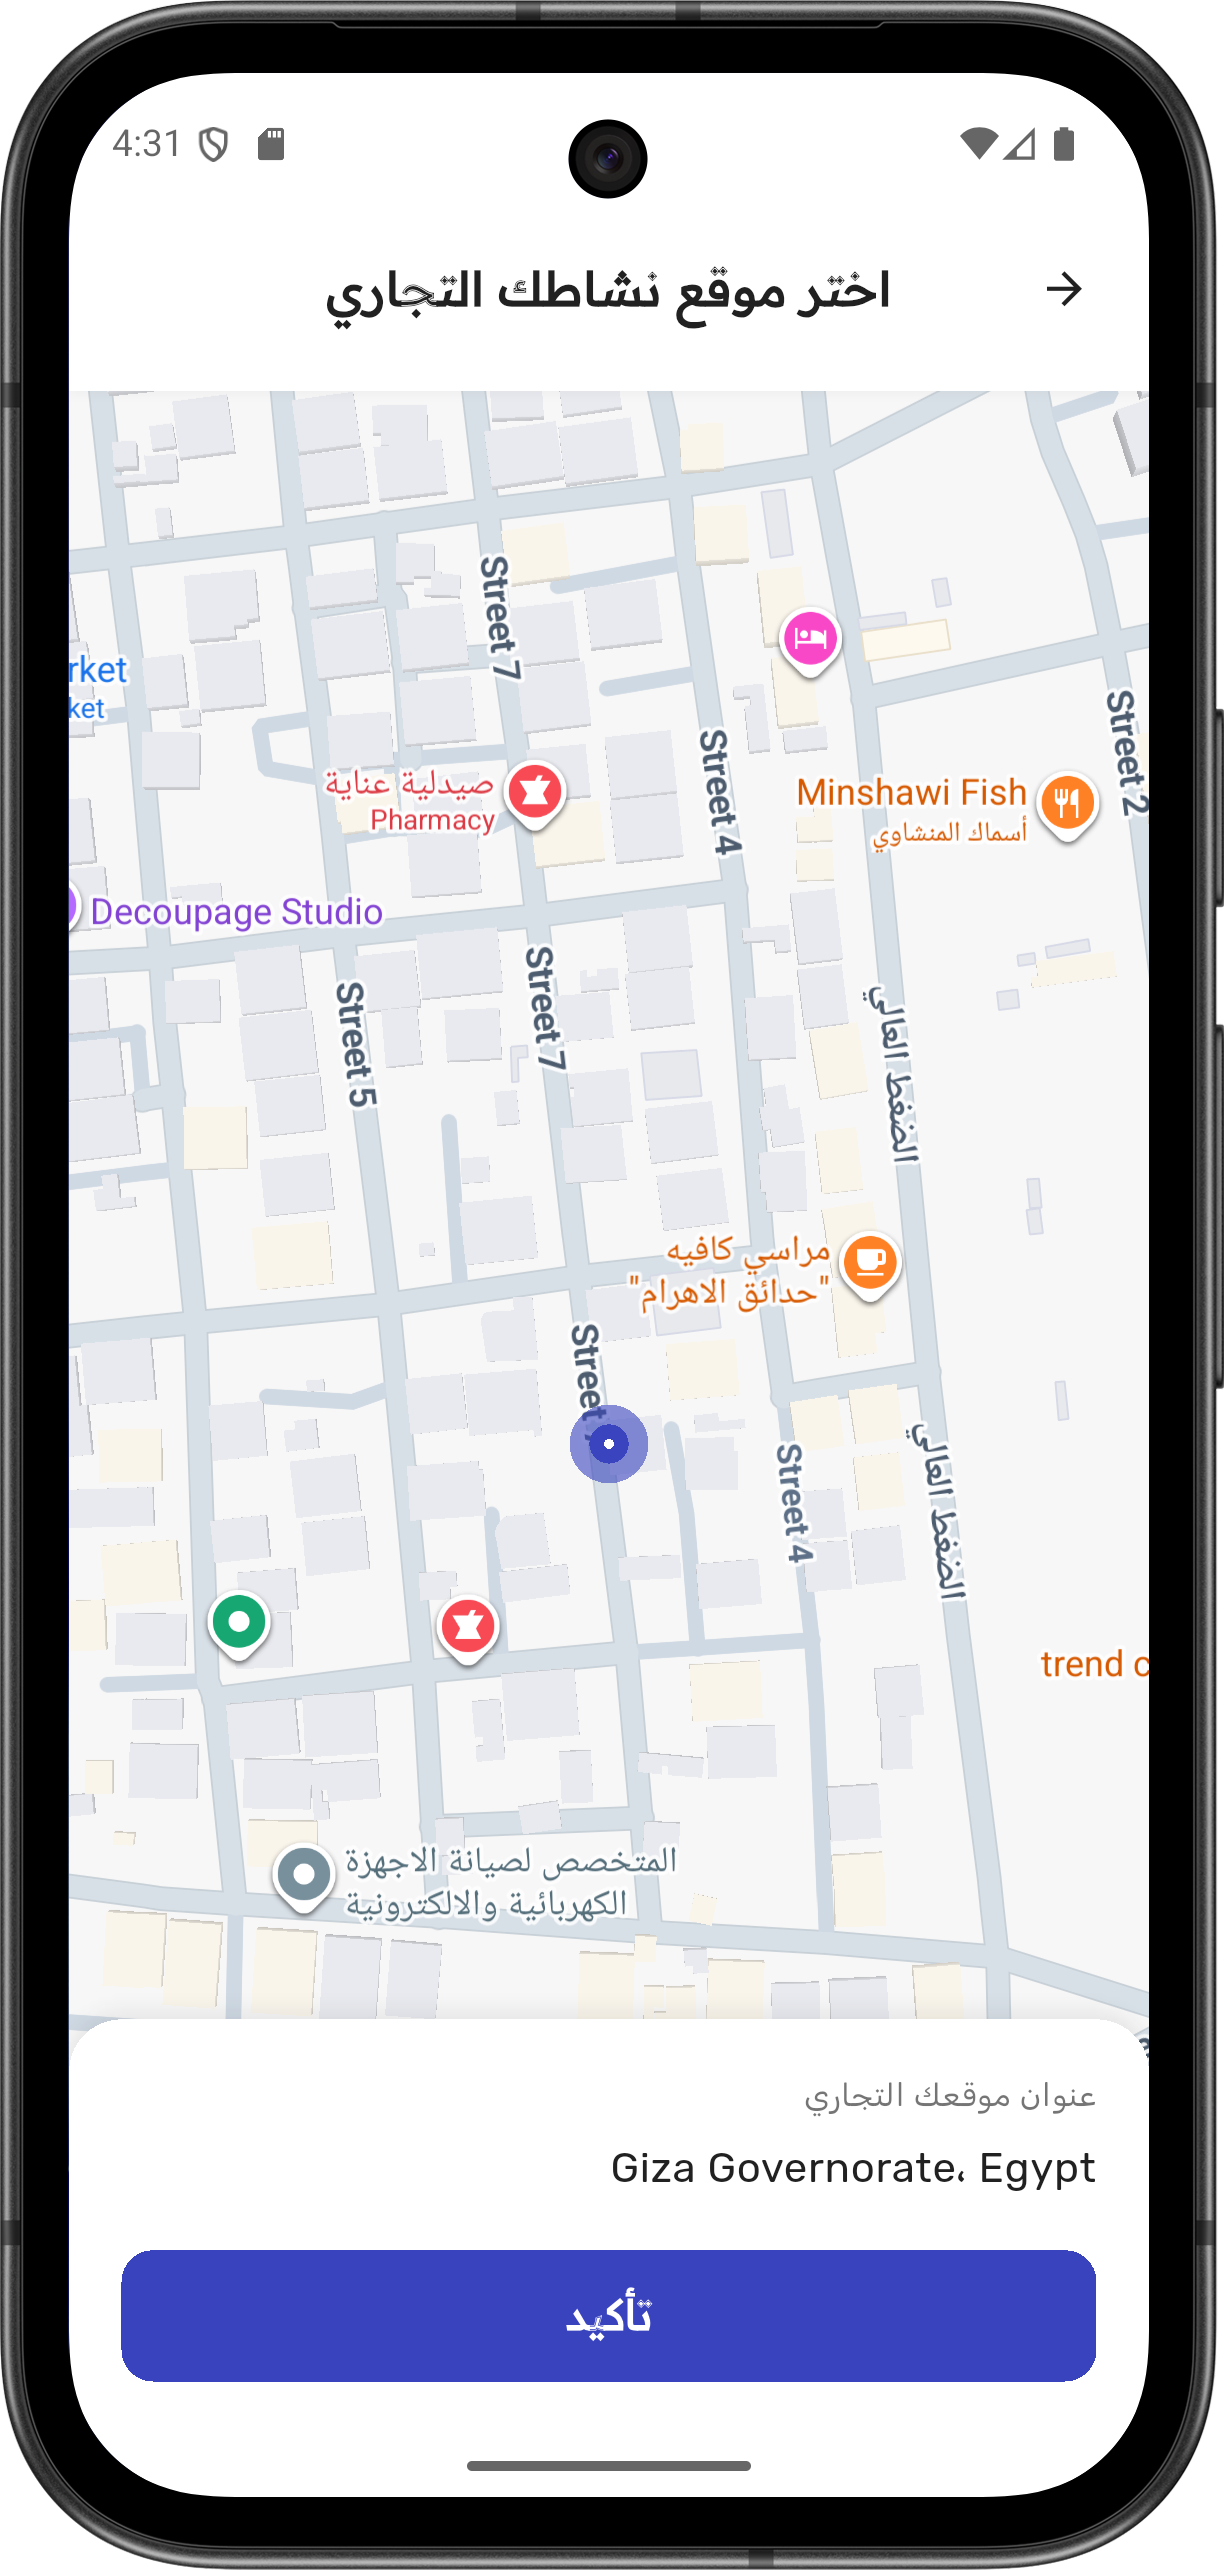 4:31
اختر موقع نشاطك التجاري
Street 7
rket
ket
Street 2
Street 4
صيدلية عناية
Pharmacy
Minshawi Fish
أسماك المنشاوي
Decoupage Studio
Street 7
Street 5
الضغط العالي
مراسي كافيه
"حدائق الاهرام"
Street
الضغط العالي
Street 4
trend c
المتخصص لصيانة الاجهزة
الكهربائية والالكترونية
عنوان موقعك التجاري
Giza Governorate، Egypt
تأكيد